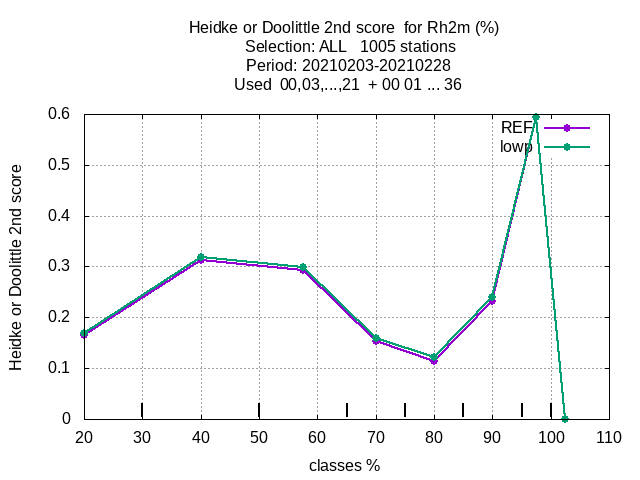 Heidke or Doolittle 2nd score  for Rh2m (%)
Selection: ALL   1005 stations
Period: 20210203-20210228
Used  00,03,...,21  + 00 01 ... 36
REF
lowp
Heidke or Doolittle 2nd score
0.6
0.5
0.4
0.3
0.2
0.1
0
20 30 40 50 60 70 80 90 100 110
classes %